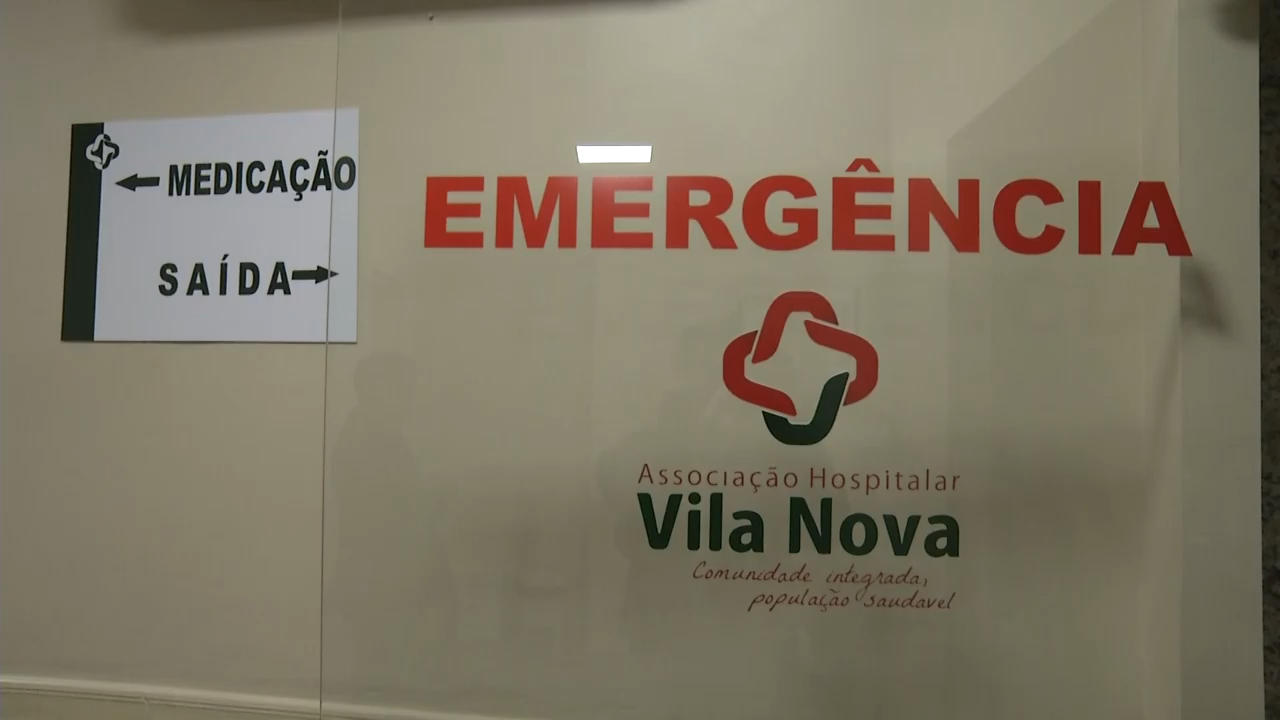 MEDICAÇÃO
SAÍDA
EMERGÊNCIA
Associação Hospitalar
Vila Nova
Comunidade integrada,
população saudavel